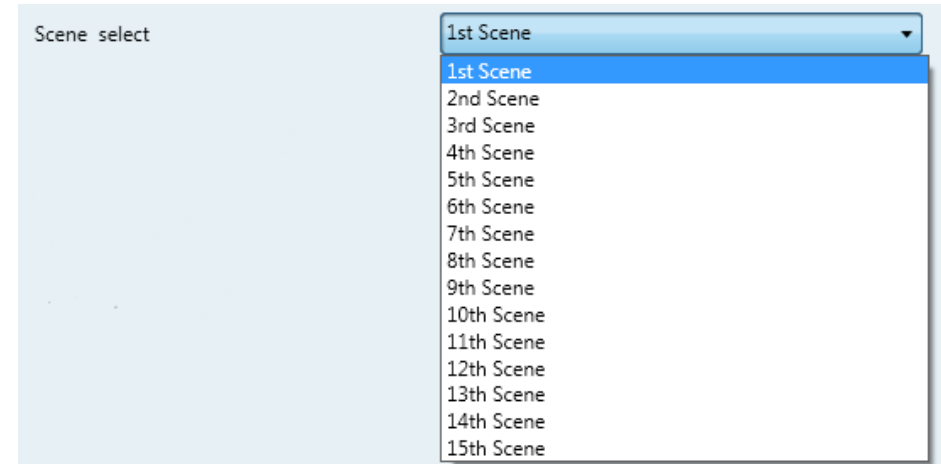 Scene select
1st Scene
1st Scene
2nd Scene
3rd Scene
4th Scene
5th Scene
6th Scene
7th Scene
8th Scene
9th Scene
10th Scene
11th Scene
12th Scene
13th Scene
14th Scene
15th Scene